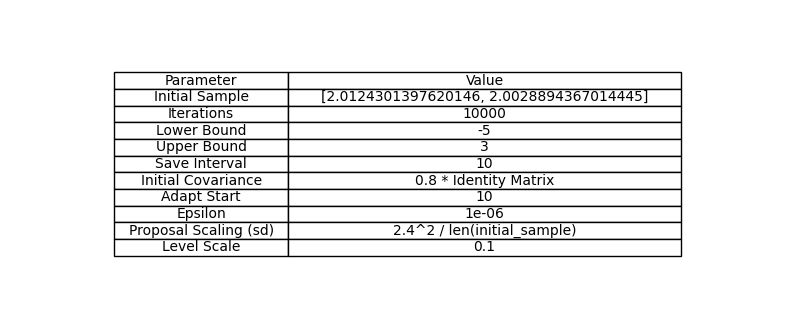 Parameter Value
Initial Sample [2.0124301397620146, 2.0028894367014445]
Iterations 10000
Lower Bound -5
Upper Bound 3
Save Interval 10
Initial Covariance 0.8 * Identity Matrix
Adapt Start 10
Epsilon 1e-06
Proposal Scaling (sd) 2.4^2 / len(initial_sample)
Level Scale 0.1